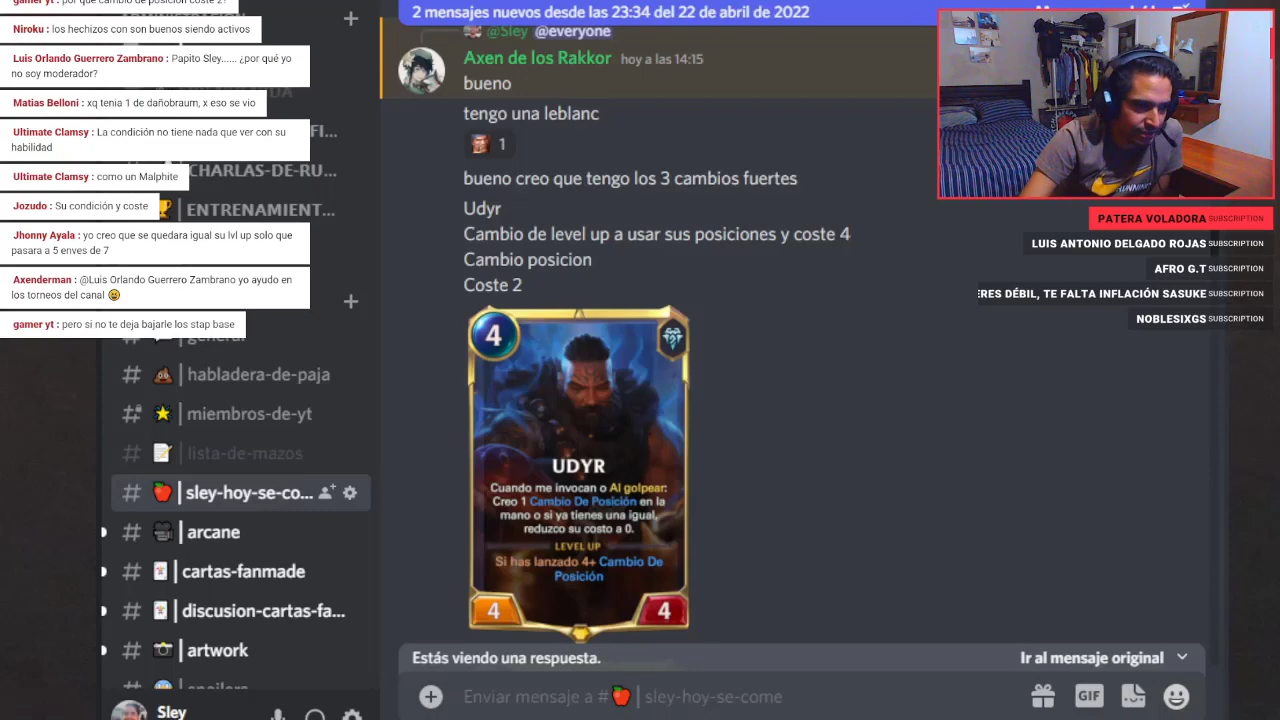 gamer yt : por qué cambio de posición coste 2?
Niroku : los hechizos con son buenos siendo activos
Luis Orlando Guerrero Zambrano : Papito Sley...... ¿por qué yo
no soy moderador?
Matias Belloni : xq tenia 1 de dañobraum, x eso se vio
Ultimate Clamsy : La condición no tiene nada que ver con su
habilidad
Ultimate Clamsy : como un Malphite
Jozudo : Su condición y coste
Jhonny Ayala : yo creo que se quedara igual su lvl up solo que
pasara a 5 enves de 7
Axenderman : @Luis Orlando Guerrero Zambrano yo ayudo en
los torneos del canal
gamer yt : pero si no te deja bajarle los stap base
CHARLAS-DE-RU...
ENTRENAMIENT...
general
habladera-de-paja
miembros-de-yt
lista-de-mazos
sley-hoy-se-co...
arcane
cartas-fanmade
discusion-cartas-fa...
artwork
Sley
2 mensajes nuevos desde las 23:34 del 22 de abril de 2022
@Sley @everyone
Axen de los Rakkor hoy a las 14:15
bueno
tengo una leblanc
1
bueno creo que tengo los 3 cambios fuertes
Udyr
Cambio de level up a usar sus posiciones y coste 4
Cambio posicion
Coste 2
4
UDYR
Cuando me invocan o Al golpear:
Creo 1 Cambio De Posición en la
mano o si ya tienes una igual,
reduzco su costo a 0.
LEVEL UP
Si has lanzado 4+ Cambio De
Posición
4
4
Estás viendo una respuesta.
Ir al mensaje original
Enviar mensaje a # | sley-hoy-se-come
GIF
PATERA VOLADORA SUBSCRIPTION
LUIS ANTONIO DELGADO ROJAS SUBSCRIPTION
AFRO G.T SUBSCRIPTION
ERES DÉBIL, TE FALTA INFLACIÓN SASUKE SUBSCRIPTION
NOBLESIXGS SUBSCRIPTION